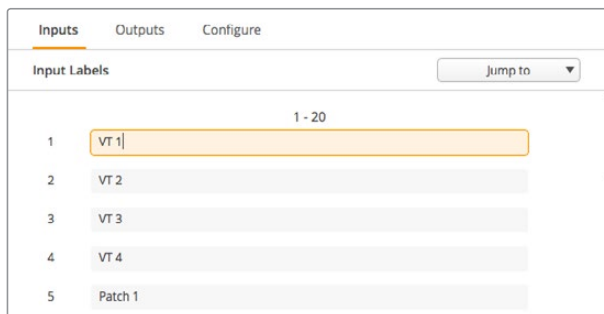 Inputs Outputs Configure
Input Labels Jump to
1 - 20
1 VT 1
2 VT 2
3 VT 3
4 VT 4
5 Patch 1